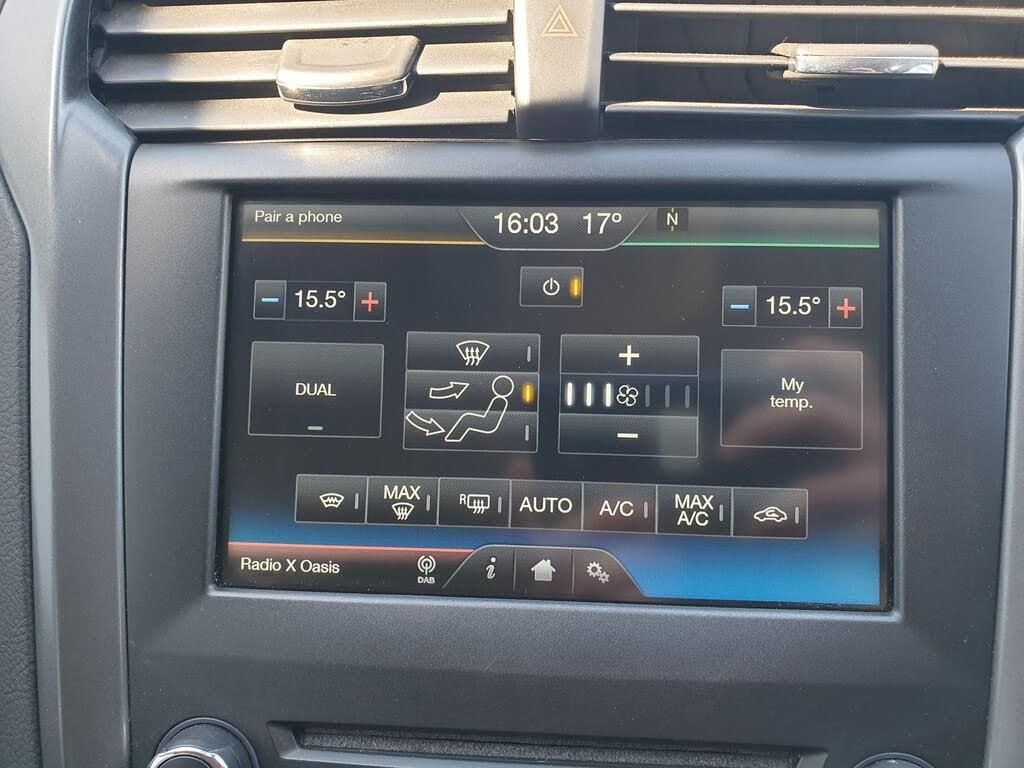 Pair a phone
16:03 17° N
15.5°
15.5°
DUAL
My
temp.
MAX
R
AUTO
A/C
MAX
A/C
Radio X Oasis
DAB
i